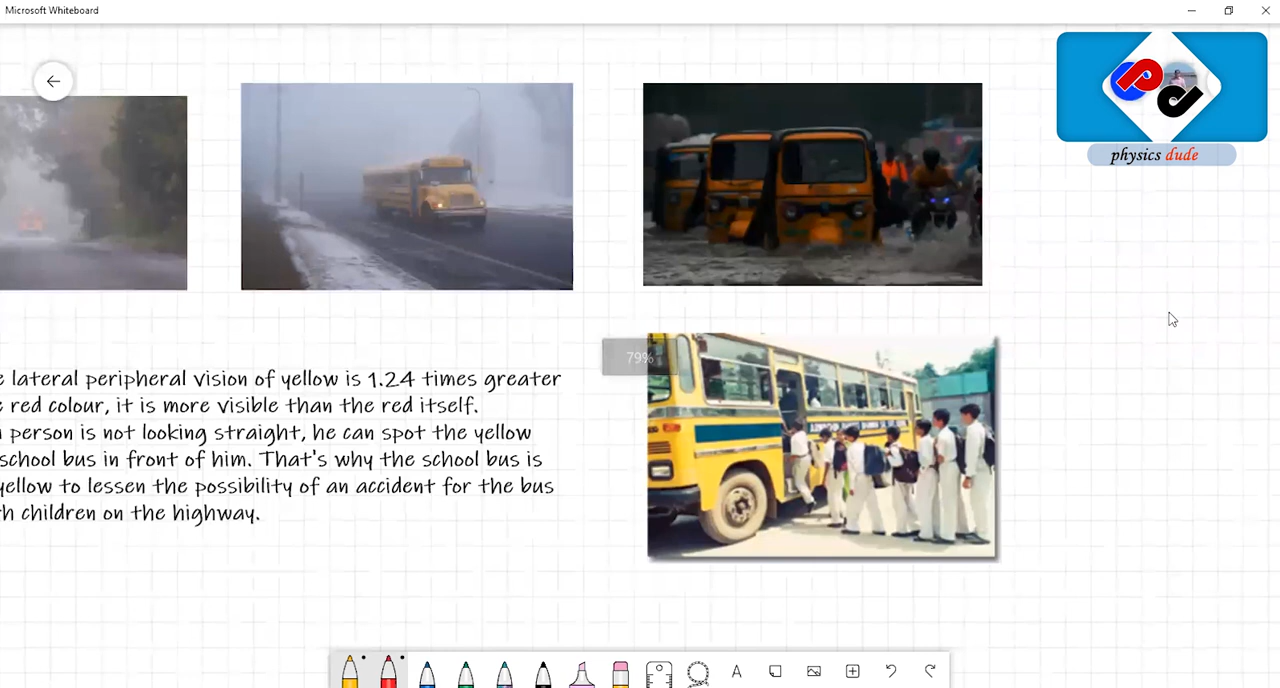 Microsoft Whiteboard
physics dude
79%
lateral peripheral vision of yellow is 1.24 times greater
red colour, it is more visible than the red itself.
person is not looking straight, he can spot the yellow
school bus in front of him. That's why the school bus is
yellow to lessen the possibility of an accident for the bus
children on the highway.